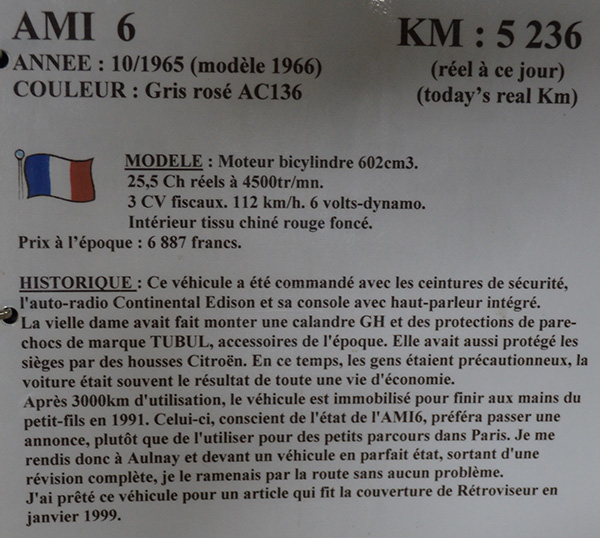 AMI 6
KM : 5 236
ANNEE : 10/1965 (modèle 1966)
(réel à ce jour)
COULEUR : Gris rosé AC136
(today's real Km)
MODELE : Moteur bicylindre 602cm3.
25,5 Ch réels à 4500tr/mn.
3 CV fiscaux. 112 km/h. 6 volts-dynamo.
Intérieur tissu chiné rouge foncé.
Prix à l'époque : 6 887 francs.
HISTORIQUE : Ce véhicule a été commandé avec les ceintures de sécurité,
l'auto-radio Continental Edison et sa console avec haut-parleur intégré.
La vielle dame avait fait monter une calandre GH et des protections de pare-
chocs de marque TUBUL, accessoires de l'époque. Elle avait aussi protégé les
sièges par des housses Citroën. En ce temps, les gens étaient précautionneux, la
voiture était souvent le résultat de toute une vie d'économie.
Après 3000km d'utilisation, le véhicule est immobilisé pour finir aux mains du
petit-fils en 1991. Celui-ci, conscient de l'état de l'AMI6, préféra passer une
annonce, plutôt que de l'utiliser pour des petits parcours dans Paris. Je me
rendis donc à Aulnay et devant un véhicule en parfait état, sortant d'une
révision complète, je le ramenais par la route sans aucun problème.
J'ai prêté ce véhicule pour un article qui fit la couverture de Rétroviseur en
janvier 1999.